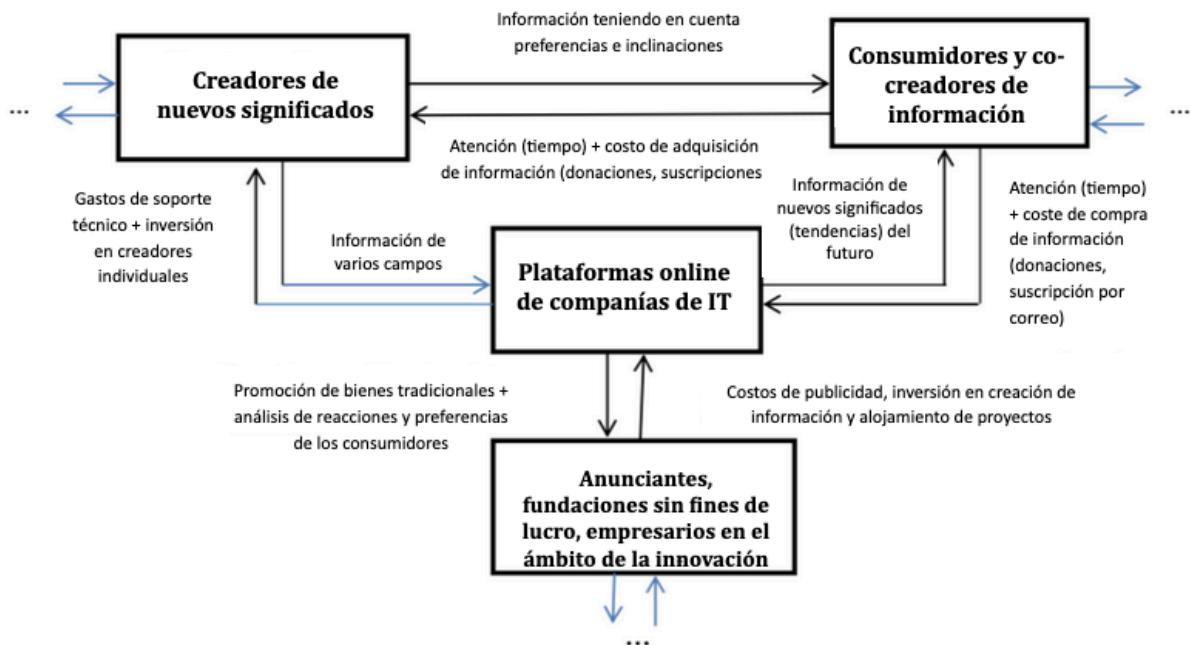 Información teniendo en cuenta
preferencias e inclinaciones
Creadores de
nuevos significados
Consumidores y co-
creadores de
información
...
...
Atención (tiempo) + costo de adquisición
de información (donaciones, suscripciones
Gastos de soporte
técnico + inversión
en creadores
individuales
Información de
varios campos
Información de
nuevos significados
(tendencias) del
futuro
Atención (tiempo)
+ coste de compra
de información
(donaciones,
suscripción por
correo)
Plataformas online
de companías de IT
Promoción de bienes tradicionales +
análisis de reacciones y preferencias
de los consumidores
Costos de publicidad, inversión en creación de
información y alojamiento de proyectos
Anunciantes,
fundaciones sin fines de
lucro, empresarios en el
ámbito de la innovación
...